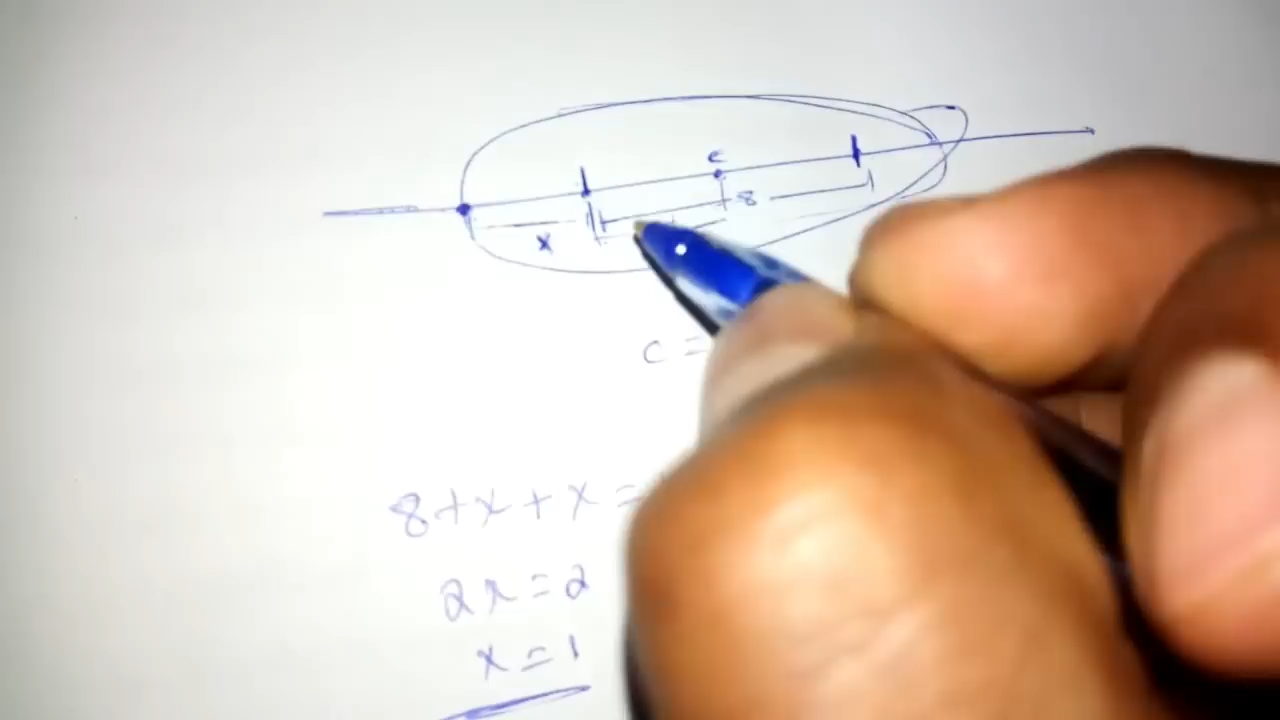 c
8
x
c =
8 + x + x =
2x = 2
x = 1